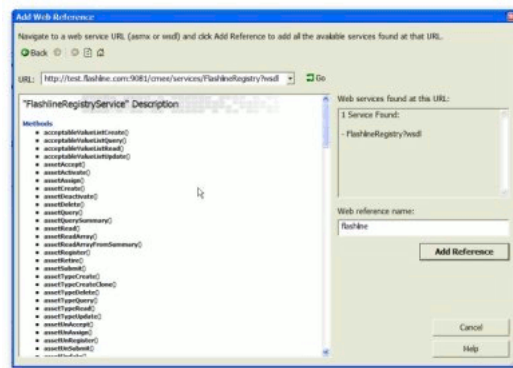 Add Web Reference
Navigate to a web service URL (asmx or wsdl) and click Add Reference to add all the available services found at that URL.
Back
URL: http://test.flashline.com:9081/cmee/services/FlashlineRegistry?wsdl
Go
"FlashlineRegistryService" Description
Methods
acceptableValueListCreate()
acceptableValueListQuery()
acceptableValueListRead()
acceptableValueListUpdate()
assetAccept()
assetActivate()
assetAssign()
assetCreate()
assetDeactivate()
assetDelete()
assetQuery()
assetQuerySummary()
assetRead()
assetReadArray()
assetReadArrayFromSummary()
assetRegister()
assetRetire()
assetSubmit()
assetTypeCreate()
assetTypeCreateClone()
assetTypeDelete()
assetTypeQuery()
assetTypeRead()
assetTypeUpdate()
assetUnAccept()
assetUnAssign()
assetUnRegister()
assetUnSubmit()
assetUpdate()
Web services found at this URL:
1 Service Found:
- FlashlineRegistry?wsdl
Web reference name:
flashline
Add Reference
Cancel
Help